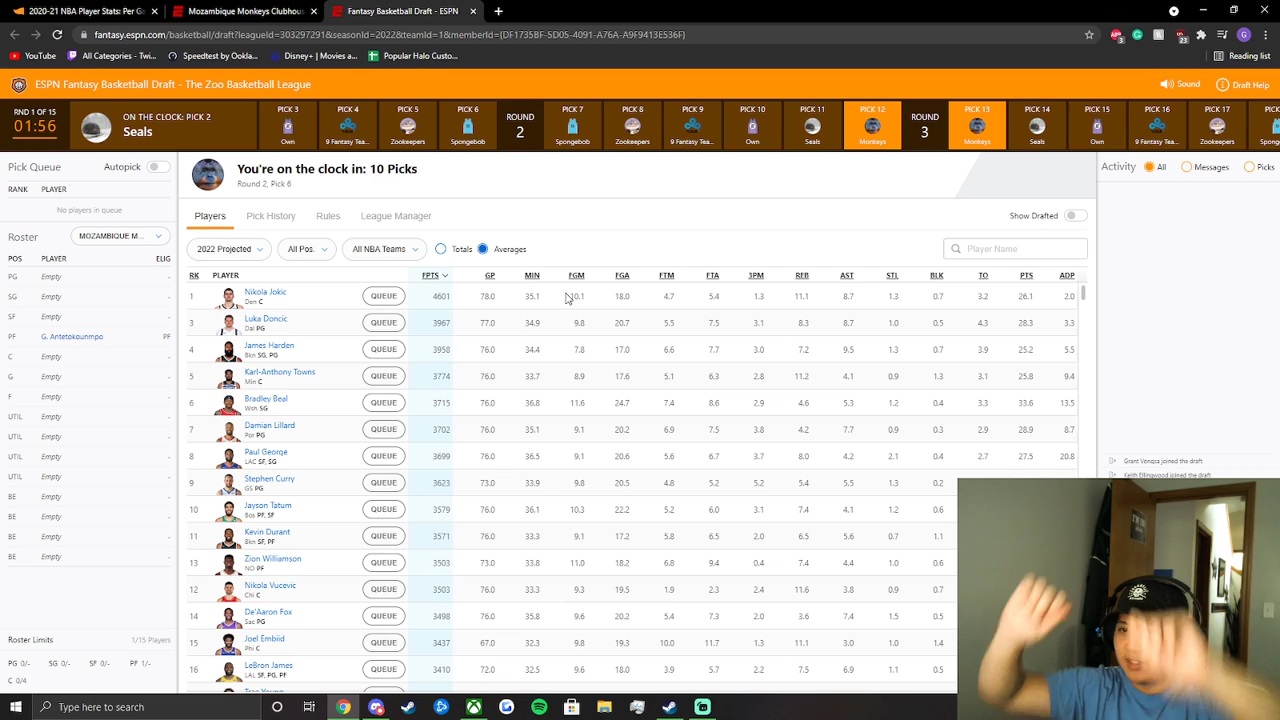 2020-21 NBA Player Stats: Per G
Mozambique Monkeys Clubhou
Fantasy Basketball Draft - ESPN
fantasy.espn.com/basketball/draft?leagueId=303297291&seasonId=2022&teamId=1&memberId={DF1735BF-5D05-4091-A76A-A9F9413E536F}
YouTube All Categories - Twi... Speedtest by Ookla... Disney+ | Movies a... Popular Halo Custo... Reading list
ESPN Fantasy Basketball Draft - The Zoo Basketball League Sound Draft Help
RND 1 OF 15
01:56
ON THE CLOCK: PICK 2
Seals
PICK 3
Own
PICK 4
9 Fantasy Tea...
PICK 5
Zookeepers
PICK 6
Spongebob
ROUND
2
PICK 7
Spongebob
PICK 8
Zookeepers
PICK 9
9 Fantasy Tea...
PICK 10
Own
PICK 11
Seals
PICK 12
Monkeys
ROUND
3
PICK 13
Monkeys
PICK 14
Seals
PICK 15
Own
PICK 16
9 Fantasy Tea...
PICK 17
Zookeepers
Pick Queue Autopick
RANK PLAYER
No players in queue
Roster MOZAMBIQUE M...
POS PLAYER ELIG
PG Empty -
SG Empty -
SF Empty -
PF G. Antetokounmpo PF
C Empty -
G Empty -
F Empty -
UTIL Empty -
UTIL Empty -
UTIL Empty -
UTIL Empty -
BE Empty -
BE Empty -
BE Empty -
BE Empty -
Roster Limits 1/15 Players
PG 0/- SG 0/- SF 0/- PF 1/-
C 0/4
You're on the clock in: 10 Picks
Round 2, Pick 6
Players Pick History Rules League Manager Show Drafted
2022 Projected All Pos. All NBA Teams Totals Averages Player Name
RK PLAYER FPTS GP MIN FGM FGA FTM FTA 3PM REB AST STL BLK TO PTS ADP
1 Nikola Jokic Den C QUEUE 4601 78.0 35.1 10.1 18.0 4.7 5.4 1.3 11.1 8.7 1.3 0.7 3.2 26.1 2.0
3 Luka Doncic Dal PG QUEUE 3967 77.0 34.9 9.8 20.7 5.5 7.5 3.1 8.3 8.7 1.0 0.5 4.3 28.3 3.3
4 James Harden Bkn SG, PG QUEUE 3958 76.0 34.4 7.8 17.0 6.6 7.7 3.0 7.2 9.5 1.3 0.7 3.9 25.2 5.5
5 Karl-Anthony Towns Min C QUEUE 3774 76.0 33.7 8.9 17.6 5.1 6.3 2.8 11.2 4.1 0.9 1.3 3.1 25.8 9.4
6 Bradley Beal Wsh SG QUEUE 3715 76.0 36.8 11.6 24.7 7.4 8.6 2.9 4.6 5.3 1.2 0.4 3.3 33.6 13.5
7 Damian Lillard Por PG QUEUE 3702 76.0 35.1 9.1 20.2 6.9 7.5 3.8 4.2 7.7 0.9 0.3 2.9 28.9 8.7
8 Paul George LAC SF, SG QUEUE 3699 76.0 36.5 9.1 20.6 5.6 6.7 3.7 8.0 4.2 2.1 0.4 2.7 27.5 20.8
9 Stephen Curry GS PG QUEUE 3623 73.0 33.9 9.8 20.5 4.8 5.2 5.2 5.4 5.5 1.3 0.2
10 Jayson Tatum Bos PF, SF QUEUE 3579 76.0 36.1 10.3 22.2 5.2 6.0 3.1 7.4 4.1 1.2 0.6
11 Kevin Durant Bkn SF, PF QUEUE 3571 76.0 33.3 9.1 17.2 5.8 6.5 2.0 6.5 5.6 0.7 1.1
13 Zion Williamson NO PF QUEUE 3503 73.0 33.8 11.0 18.2 6.8 9.4 0.4 7.4 4.4 1.0 0.6
12 Nikola Vucevic Chi C QUEUE 3503 76.0 33.3 9.3 19.5 1.9 2.3 2.4 11.6 3.8 0.9 0.7
14 De'Aaron Fox Sac PG QUEUE 3498 76.0 35.8 9.6 20.2 5.4 7.3 2.0 3.6 7.4 1.5 0.5
15 Joel Embiid Phi C QUEUE 3437 67.0 32.3 9.8 19.3 10.0 11.7 1.3 11.1 3.0 1.0 1.4
16 LeBron James LAL SF, PG, PF QUEUE 3410 72.0 32.5 9.6 18.0 3.9 5.7 2.2 7.5 6.9 1.1 0.5
Activity All Messages Picks
Grant Venosa joined the draft
Keith Ellingwood joined the draft
Type here to search